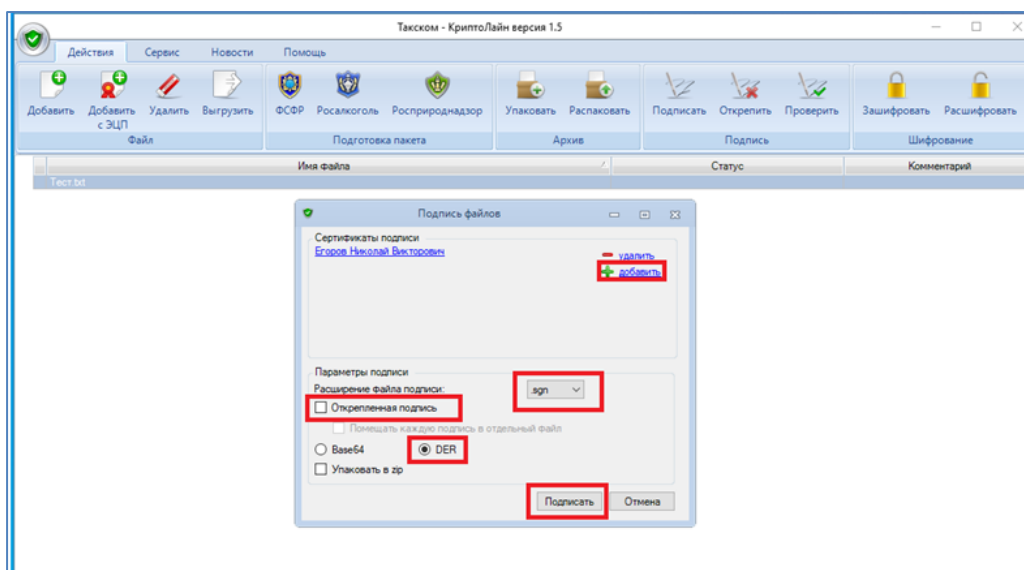 Такском - КриптоЛайн версия 1.5
Действия Сервис Новости Помощь
Добавить Добавить с ЭЦП Удалить Выгрузить ФСФР Росалкоголь Росприроднадзор Упаковать Распаковать Подписать Открепить Проверить Зашифровать Расшифровать
Файл Подготовка пакета Архив Подпись Шифрование
Имя файла Статус Комментарий
Тест.txt
Подпись файлов
Сертификаты подписи
Егоров Николай Викторович
удалить
добавить
Параметры подписи
Расширение файла подписи: .sgn
Открепленная подпись
Помещать каждую подпись в отдельный файл
Base64 DER
Упаковать в zip
Подписать Отмена